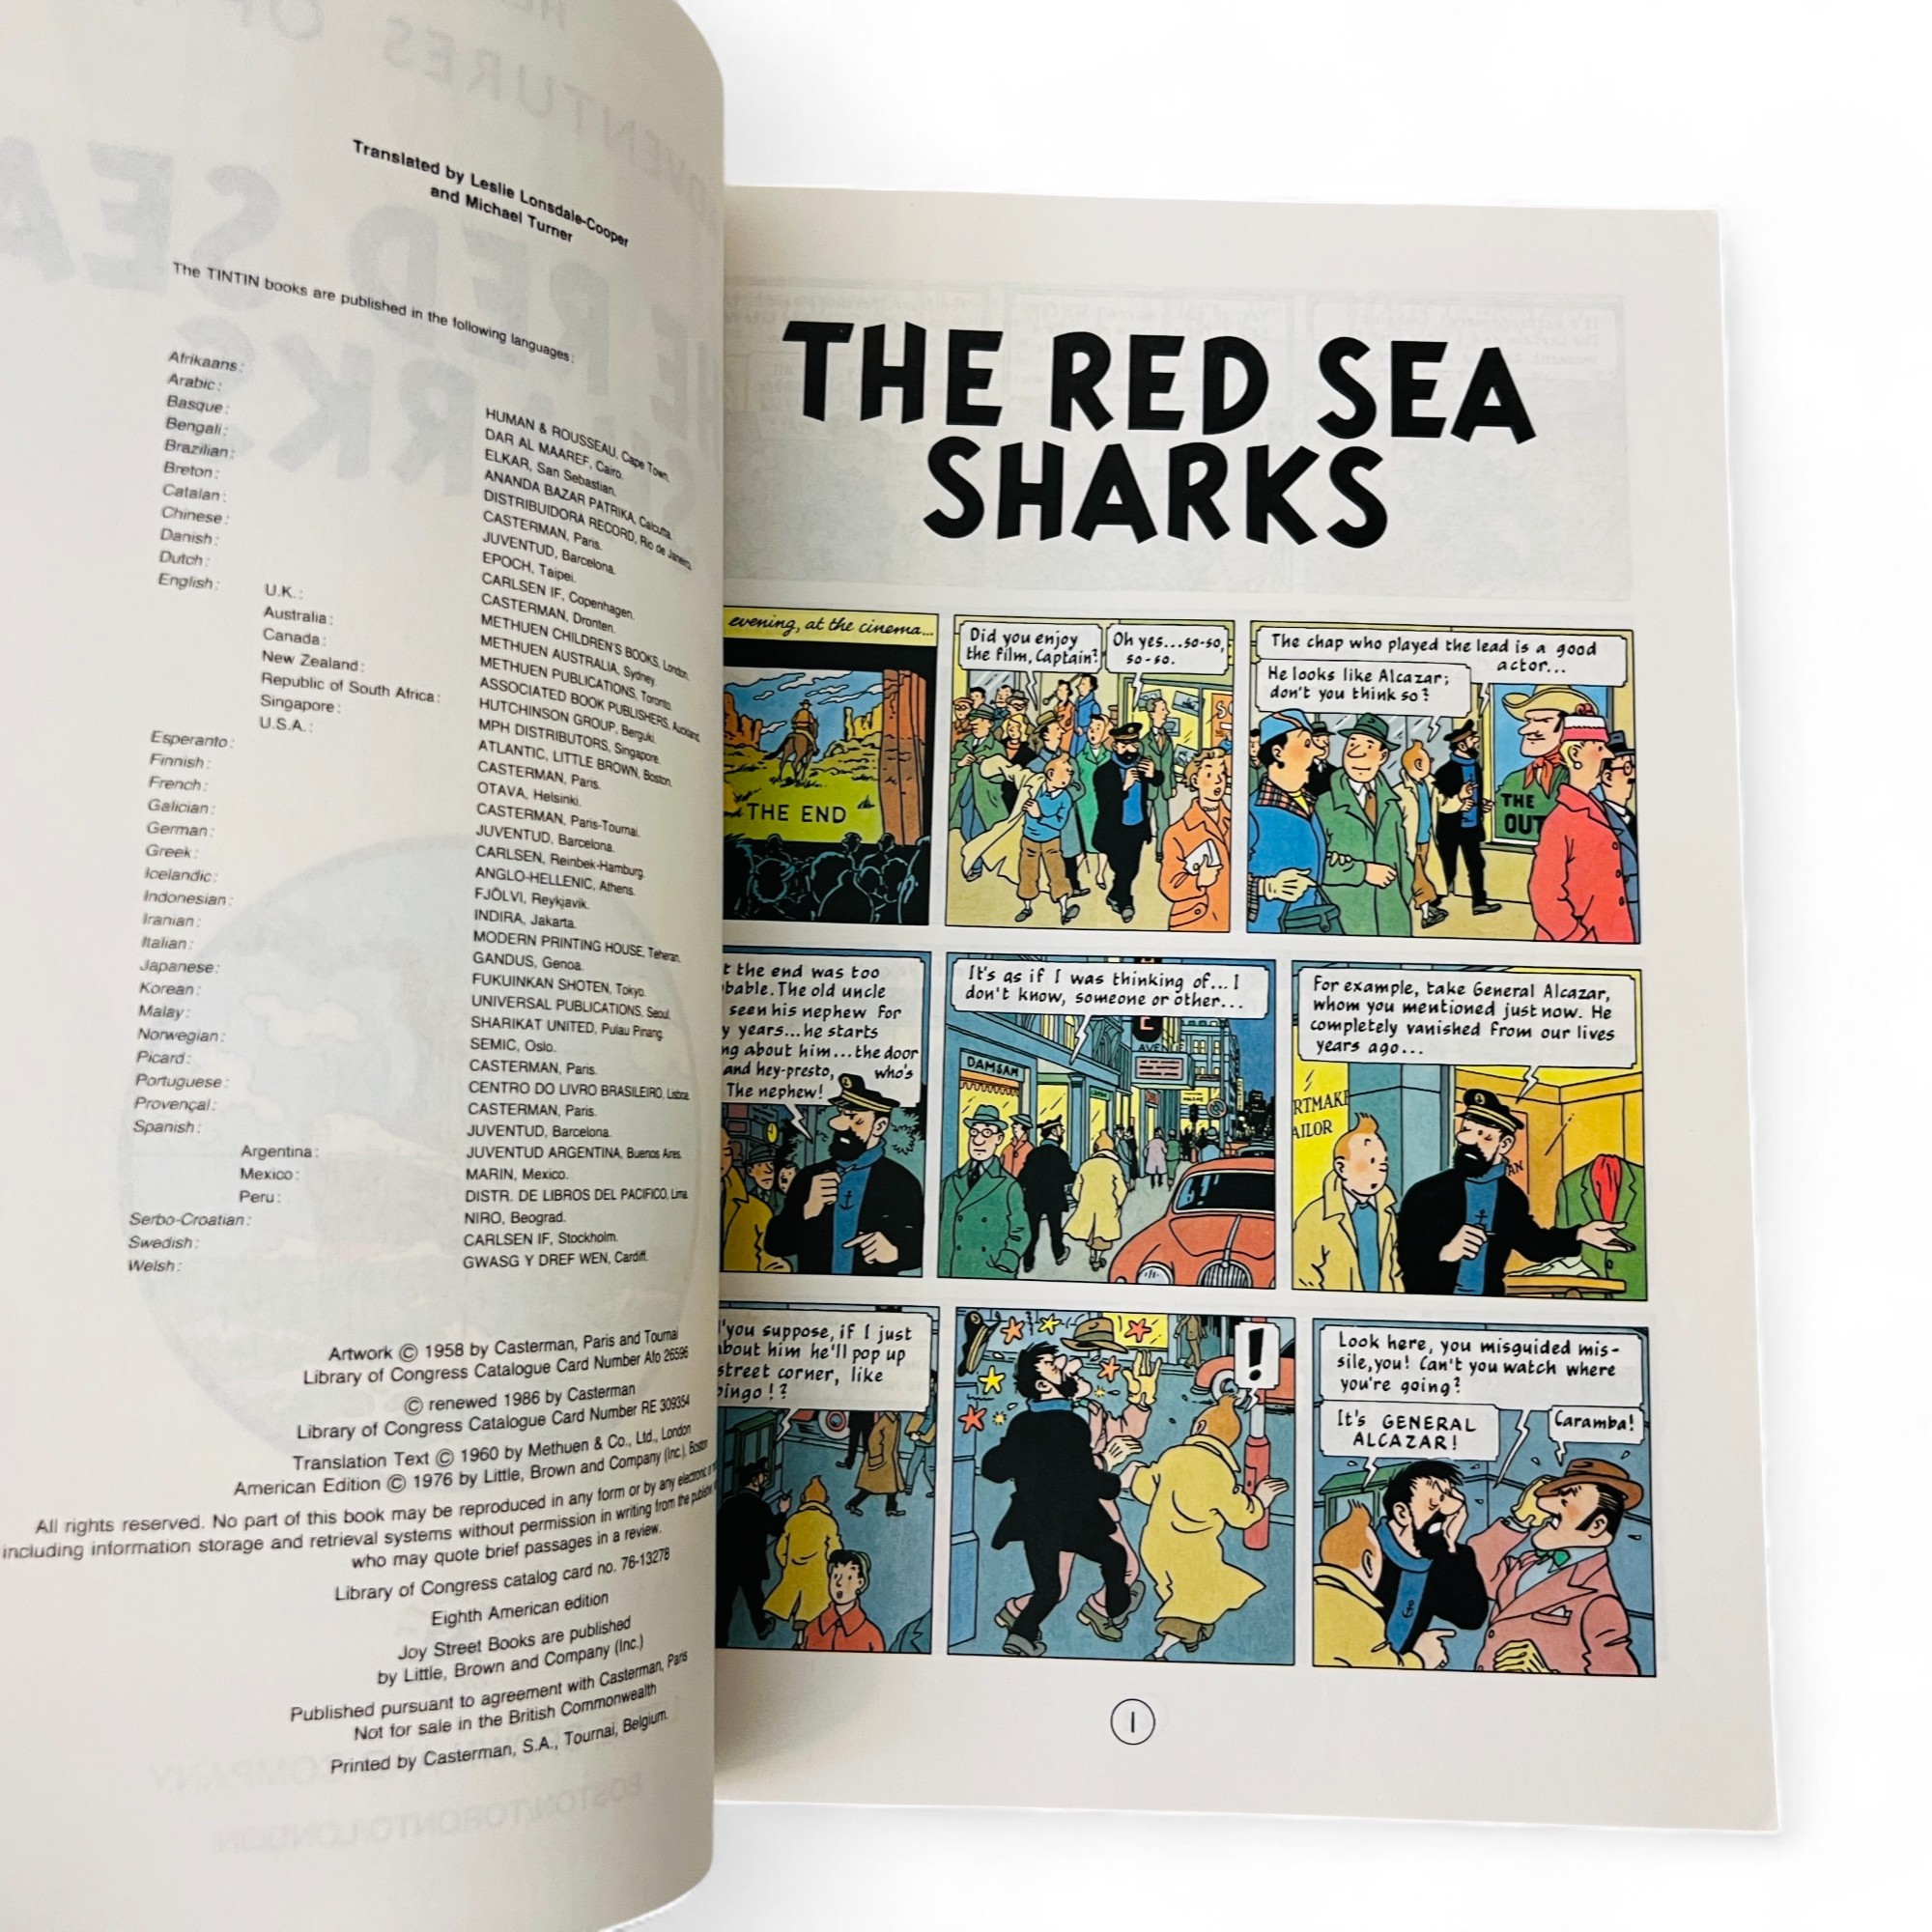 Translated by Leslie Lonsdale-Cooper
and Michael Turner
The TINTIN books are published in the following languages:
Afrikaans: HUMAN & ROUSSEAU, Cape Town.
Arabic: DAR AL MAAREF, Cairo.
Basque: ELKAR, San Sebastian.
Bengali: ANANDA BAZAR PATRIKA, Calcutta.
Brazilian: DISTRIBUIDORA RECORD, Rio de Janeiro.
Breton: CASTERMAN, Paris.
Catalan: JUVENTUD, Barcelona.
Chinese: EPOCH, Taipei.
Danish: CARLSEN IF, Copenhagen.
Dutch: CASTERMAN, Dronten.
English: U.K.: METHUEN CHILDREN'S BOOKS, London.
Australia: METHUEN AUSTRALIA, Sydney.
Canada: METHUEN PUBLICATIONS, Toronto.
New Zealand: ASSOCIATED BOOK PUBLISHERS, Auckland.
Republic of South Africa: HUTCHINSON GROUP, Berguki.
Singapore: MPH DISTRIBUTORS, Singapore.
U.S.A.: ATLANTIC, LITTLE BROWN, Boston.
Esperanto: CASTERMAN, Paris.
Finnish: OTAVA, Helsinki.
French: CASTERMAN, Paris-Tournai.
Galician: JUVENTUD, Barcelona.
German: CARLSEN, Reinbek-Hamburg.
Greek: ANGLO-HELLENIC, Athens.
Icelandic: FJÖLVI, Reykjavik.
Indonesian: INDIRA, Jakarta.
Iranian: MODERN PRINTING HOUSE, Teheran.
Italian: GANDUS, Genoa.
Japanese: FUKUINKAN SHOTEN, Tokyo.
Korean: UNIVERSAL PUBLICATIONS, Seoul.
Malay: SHARIKAT UNITED, Pulau Pinang.
Norwegian: SEMIC, Oslo.
Picard: CASTERMAN, Paris.
Portuguese: CENTRO DO LIVRO BRASILEIRO, Lisboa.
Provençal: CASTERMAN, Paris.
Spanish: JUVENTUD, Barcelona.
Argentina: JUVENTUD ARGENTINA, Buenos Aires.
Mexico: MARIN, Mexico.
Peru: DISTR. DE LIBROS DEL PACIFICO, Lima.
Serbo-Croatian: NIRO, Beograd.
Swedish: CARLSEN IF, Stockholm.
Welsh: GWASG Y DREF WEN, Cardiff.
Artwork © 1958 by Casterman, Paris and Tournai
Library of Congress Catalogue Card Number Afo 26596
© renewed 1986 by Casterman
Library of Congress Catalogue Card Number RE 309354
Translation Text © 1960 by Methuen & Co., Ltd., London
American Edition © 1976 by Little, Brown and Company (Inc.), Boston
All rights reserved. No part of this book may be reproduced in any form or by any electronic or
including information storage and retrieval systems without permission in writing from the publisher
who may quote brief passages in a review.
Library of Congress catalog card no. 76-13278
Eighth American edition
Joy Street Books are published
by Little, Brown and Company (Inc.)
Published pursuant to agreement with Casterman, Paris
Not for sale in the British Commonwealth
Printed by Casterman, S.A., Tournai, Belgium.
THE RED SEA
SHARKS
evening, at the cinema...
THE END
Did you enjoy
the film, Captain?
Oh yes...so-so,
so-so.
The chap who played the lead is a good
actor...
He looks like Alcazar;
don't you think so?
THE
OUT
the end was too
The old uncle
seen his nephew for
years...he starts
about him...the door
and hey-presto, who's
The nephew!
It's as if I was thinking of...I
don't know, someone or other...
DAMSAM
AVEN
For example, take General Alcazar,
whom you mentioned just now. He
completely vanished from our lives
years ago...
RTMAKE
AILOR
you suppose, if I just
about him he'll pop up
street corner, like
bingo!?
!
Look here, you misguided mis-
sile, you! Can't you watch where
you're going?
It's GENERAL
ALCAZAR!
Caramba!
1